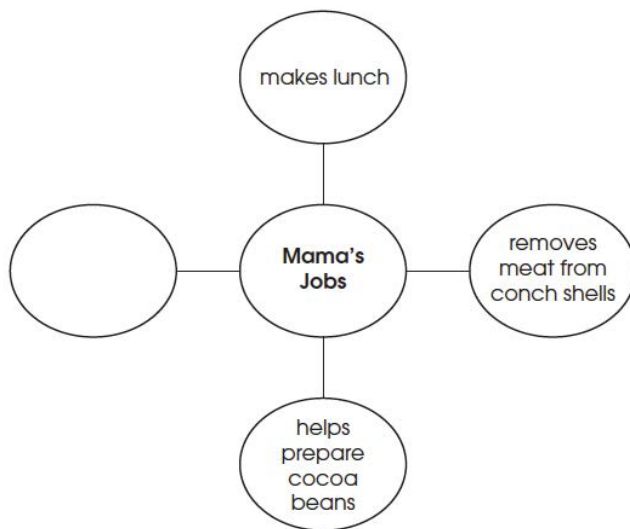 makes lunch
Mama's
Jobs
removes
meat from
conch shells
helps
prepare
cocoa
beans